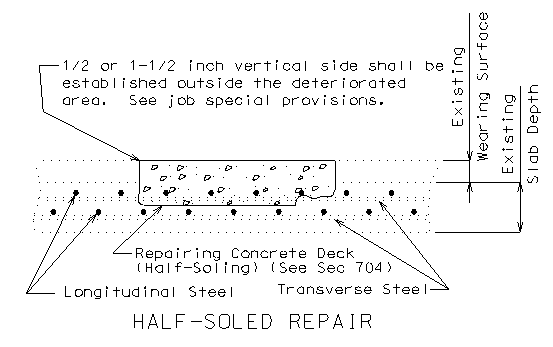 1/2 or 1-1/2 inch vertical side shall be
established outside the deteriorated
area. See job special provisions.
Existing
Wearing Surface
Existing
Slab Depth
Repairing Concrete Deck
(Half-Soling) (See Sec 704)
Longitudinal Steel
Transverse Steel
HALF-SOLED REPAIR